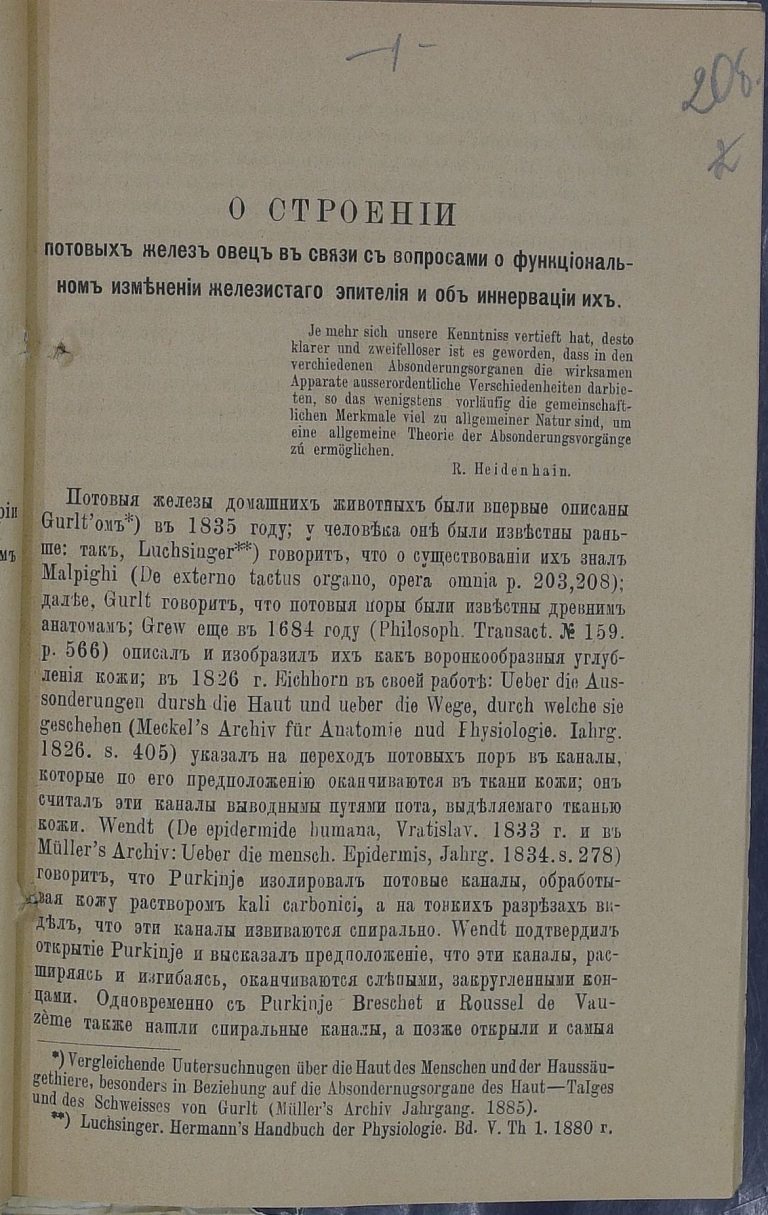 — 1 -
208.
О СТРОЕНІИ
потовыхъ железъ овецъ въ связи съ вопросами о функціональ-
номъ измѣненіи железистаго эпителія и объ иннерваціи ихъ.
Je mehr sich unsere Kenntniss vertieft hat, desto
klarer und zweifelloser ist es geworden, dass in den
verchiedenen Absonderungsorganen die wirksamen
Apparate ausserordentliche Verschiedenheiten darbie-
ten, so das wenigstens vorläufig die gemeinschaft-
lichen Merkmale viel zu allgemeiner Natur sind, um
eine allgemeine Theorie der Absonderungsvorgänge
zu ermöglichen.
R. Heidenhain.
Потовыя железы домашнихъ животныхъ были впервые описаны
Gurlt'омъ*) въ 1835 году; у человѣка онѣ были извѣстны рань-
ше: такъ, Luchsinger**) говоритъ, что о существованіи ихъ зналъ
Malpighi (De externo tactus organo, opera omnia p. 203,208);
далѣе, Gurlt говоритъ, что потовыя поры были извѣстны древнимъ
анатомамъ; Grew еще въ 1684 году (Philosoph. Transact. № 159.
p. 566) описалъ и изобразилъ ихъ какъ воронкообразныя углуб-
ленія кожи; въ 1826 г. Eichhorn въ своей работѣ: Ueber die Aus-
sonderungen dursh die Haut und ueber die Wege, durch welche sie
geschehen (Meckel's Archiv für Anatomie nud Physiologie. Iahrg.
1826. s. 405) указалъ на переходъ потовыхъ поръ въ каналы,
которые по его предположенію оканчиваются въ ткани кожи; онъ
считалъ эти каналы выводными путями пота, выдѣляемаго тканью
кожи. Wendt (De epidermide humana, Vratislav. 1833 г. и въ
Müller's Archiv: Ueber die mensch. Epidermis, Jahrg. 1834. s. 278)
говоритъ, что Purkinje изолировалъ потовые каналы, обработы-
вая кожу растворомъ kali carbonici, а на тонкихъ разрѣзахъ ви-
дѣлъ, что эти каналы извиваются спирально. Wendt подтвердилъ
открытіе Purkinje и высказалъ предположеніе, что эти каналы, рас-
ширяясь и изгибаясь, оканчиваются слѣпыми, закругленными кон-
цами. Одновременно съ Purkinje Breschet и Roussel de Vau-
zème также нашли спиральные каналы, а позже открыли и самыя
*) Vergleichende Untersuchnugen über die Haut des Menschen und der Haussäu-
gethiere, besonders in Beziehung auf die Absondernugsorgane des Haut—Talges
und des Schweisses von Gurlt (Müller's Archiv Jahrgang. 1885).
**) Luchsinger. Hermann's Handbuch der Physiologie. Bd. V. Th 1. 1880 г.